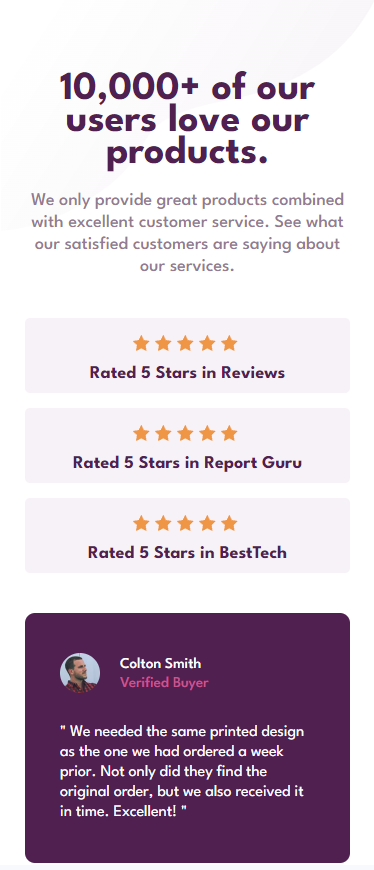 10,000+ of our
users love our
products.
We only provide great products combined
with excellent customer service. See what
our satisfied customers are saying about
our services.
Rated 5 Stars in Reviews
Rated 5 Stars in Report Guru
Rated 5 Stars in BestTech
Colton Smith
Verified Buyer
" We needed the same printed design
as the one we had ordered a week
prior. Not only did they find the
original order, but we also received it
in time. Excellent! "